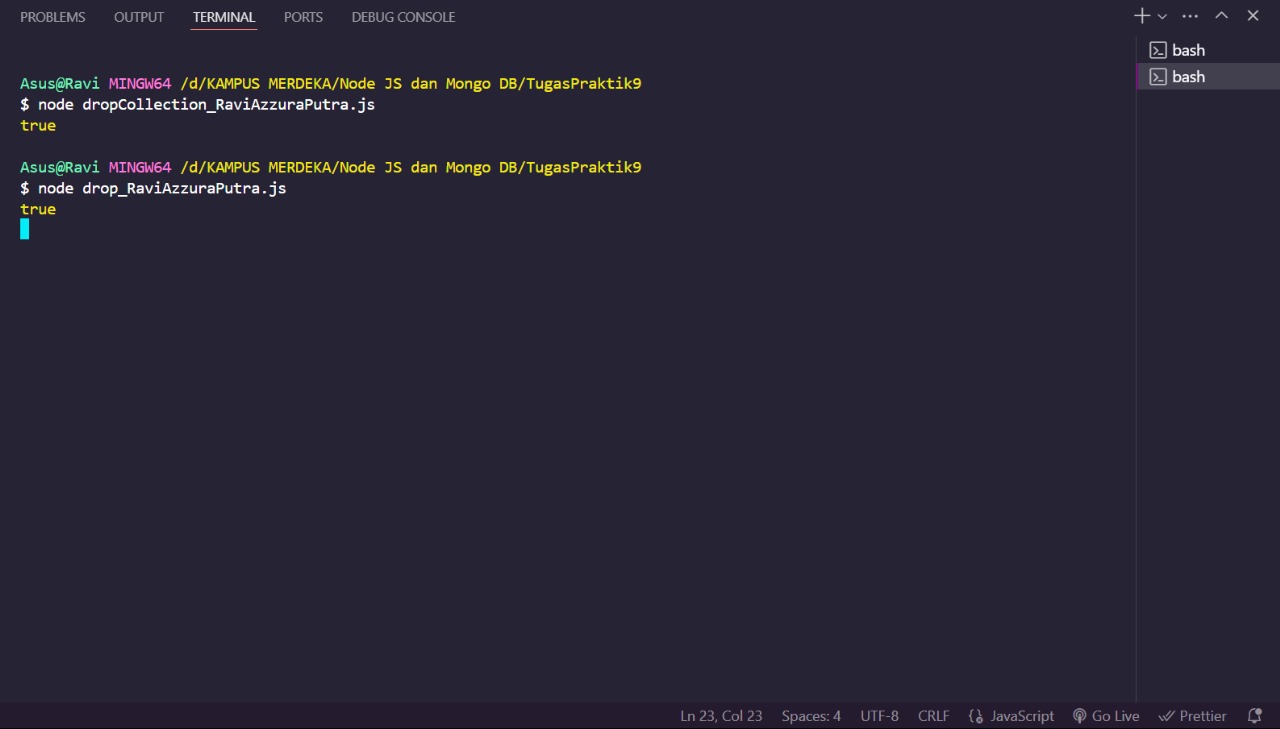 PROBLEMS OUTPUT TERMINAL PORTS DEBUG CONSOLE
Asus@Ravi MINGW64 /d/KAMPUS MERDEKA/Node JS dan Mongo DB/TugasPraktik9
$ node dropCollection_RaviAzzuraPutra.js
true
Asus@Ravi MINGW64 /d/KAMPUS MERDEKA/Node JS dan Mongo DB/TugasPraktik9
$ node drop_RaviAzzuraPutra.js
true
bash
bash
Ln 23, Col 23 Spaces: 4 UTF-8 CRLF JavaScript Go Live Prettier